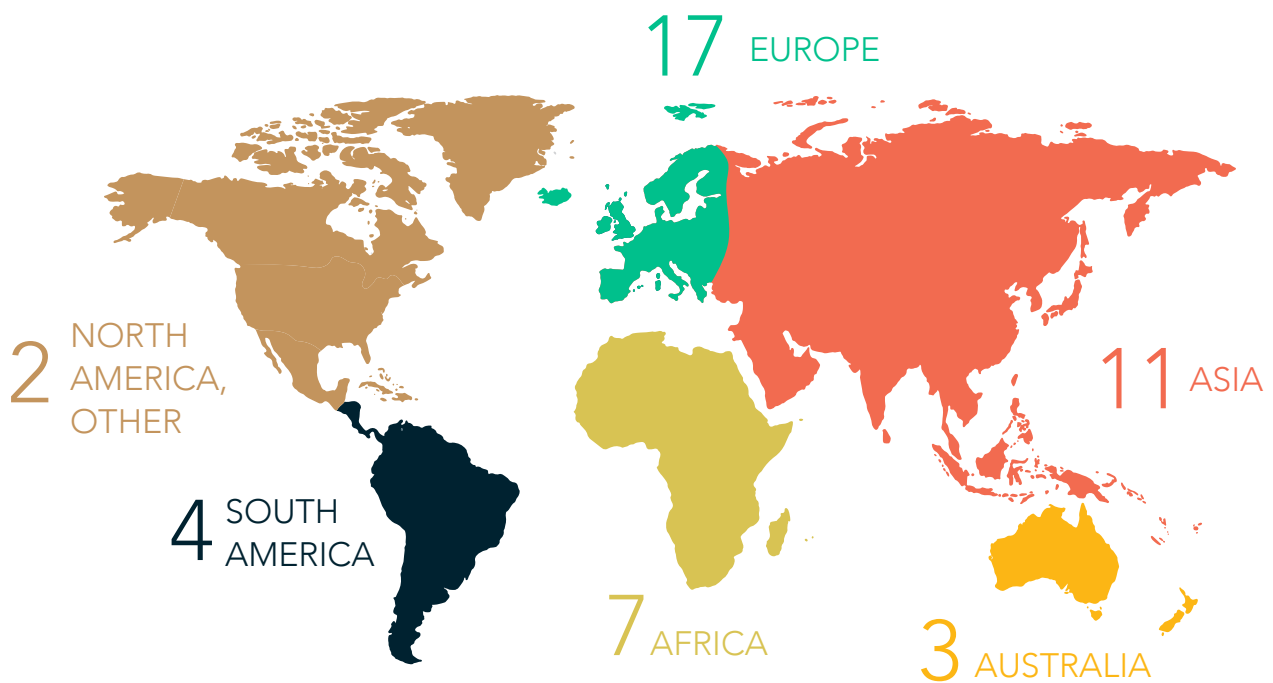 17 EUROPE
2 NORTH
AMERICA,
OTHER
11 ASIA
4 SOUTH
AMERICA
7 AFRICA
3 AUSTRALIA